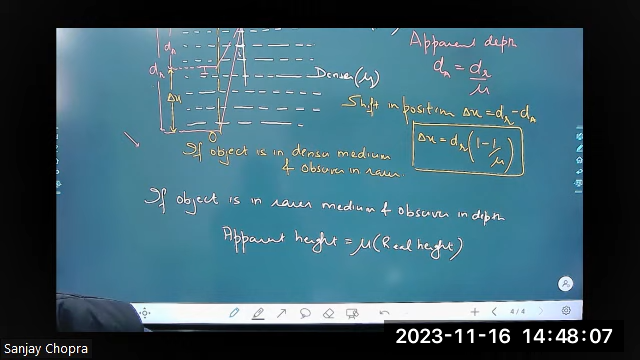 Apparent depth
dA = dr/μ
dA
dr
I
Denser(μ)
Δx
Shift in position Δx = dr - dA
Δx = dr(1 - 1/μ)
O
If object is in denser medium
& observer in rarer.
If object is in rarer medium & observer in depth
Apparent height = μ(Real height)
4/4
2023-11-16 14:48:07
Sanjay Chopra